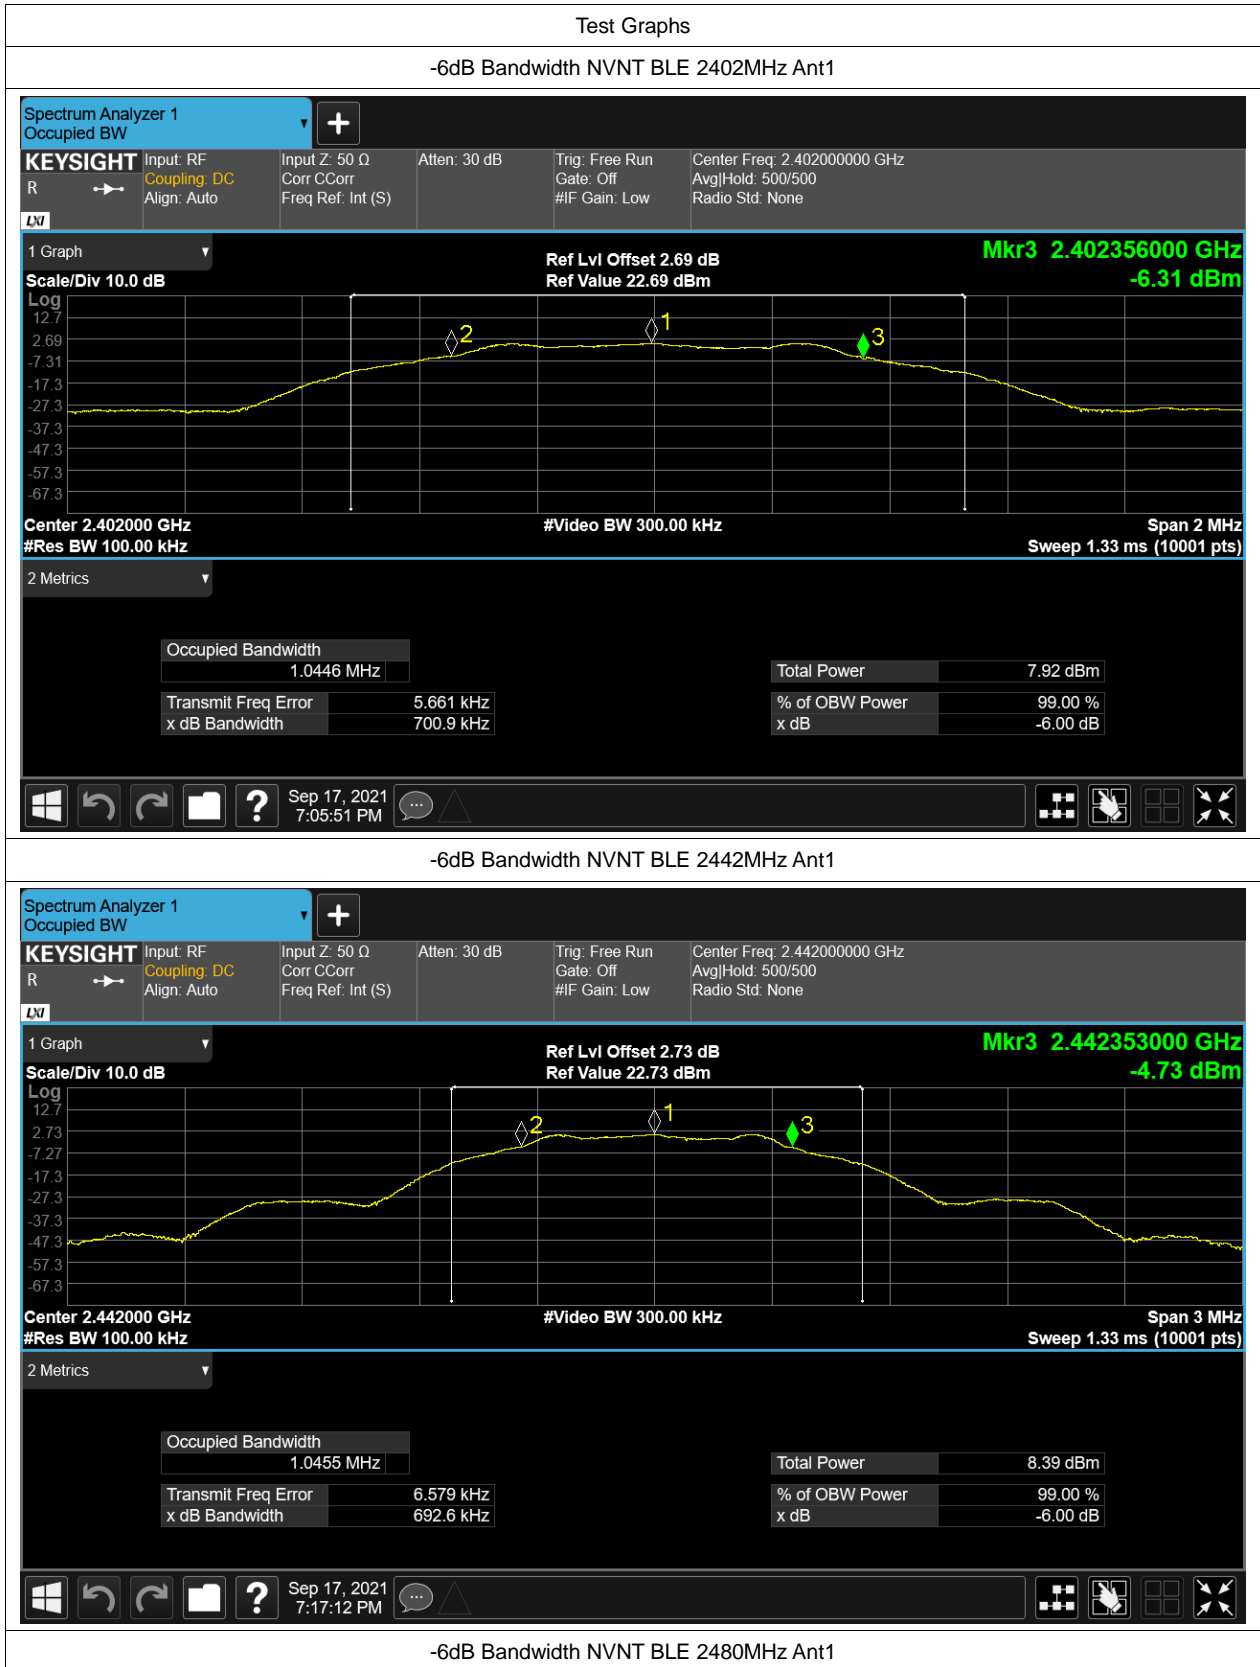 Test Graphs
-6dB Bandwidth NVNT BLE 2402MHz Ant1
Spectrum Analyzer 1
Occupied BW
KEYSIGHT
R
LXI
Input: RF
Coupling: DC
Align: Auto
Input Z: 50 Ω
Corr CCorr
Freq Ref: Int (S)
Atten: 30 dB
Trig: Free Run
Gate: Off
#IF Gain: Low
Center Freq: 2.402000000 GHz
Avg|Hold: 500/500
Radio Std: None
1 Graph
Scale/Div 10.0 dB
Ref Lvl Offset 2.69 dB
Ref Value 22.69 dBm
Mkr3 2.402356000 GHz
-6.31 dBm
Log
12.7
2.69
-7.31
-17.3
-27.3
-37.3
-47.3
-57.3
-67.3
2
1
3
Center 2.402000 GHz
#Video BW 300.00 kHz
Span 2 MHz
#Res BW 100.00 kHz
Sweep 1.33 ms (10001 pts)
2 Metrics
Occupied Bandwidth
1.0446 MHz
Total Power 7.92 dBm
Transmit Freq Error 5.661 kHz
% of OBW Power 99.00 %
x dB Bandwidth 700.9 kHz
x dB -6.00 dB
?
Sep 17, 2021
7:05:51 PM
-6dB Bandwidth NVNT BLE 2442MHz Ant1
Spectrum Analyzer 1
Occupied BW
KEYSIGHT
R
LXI
Input: RF
Coupling: DC
Align: Auto
Input Z: 50 Ω
Corr CCorr
Freq Ref: Int (S)
Atten: 30 dB
Trig: Free Run
Gate: Off
#IF Gain: Low
Center Freq: 2.442000000 GHz
Avg|Hold: 500/500
Radio Std: None
1 Graph
Scale/Div 10.0 dB
Ref Lvl Offset 2.73 dB
Ref Value 22.73 dBm
Mkr3 2.442353000 GHz
-4.73 dBm
Log
12.7
2.73
-7.27
-17.3
-27.3
-37.3
-47.3
-57.3
-67.3
2
1
3
Center 2.442000 GHz
#Video BW 300.00 kHz
Span 3 MHz
#Res BW 100.00 kHz
Sweep 1.33 ms (10001 pts)
2 Metrics
Occupied Bandwidth
1.0455 MHz
Total Power 8.39 dBm
Transmit Freq Error 6.579 kHz
% of OBW Power 99.00 %
x dB Bandwidth 692.6 kHz
x dB -6.00 dB
?
Sep 17, 2021
7:17:12 PM
-6dB Bandwidth NVNT BLE 2480MHz Ant1